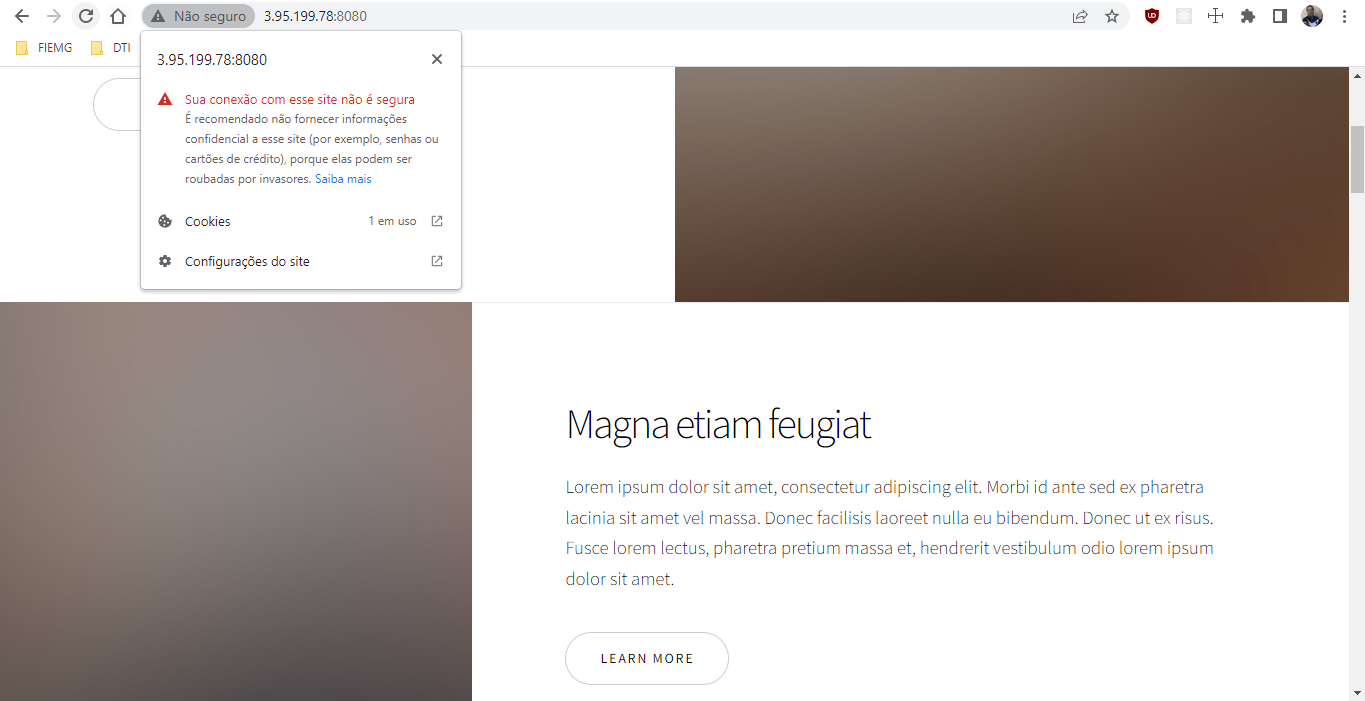 Não seguro 3.95.199.78:8080
FIEMG DTI
3.95.199.78:8080
Sua conexão com esse site não é segura
É recomendado não fornecer informações
confidencial a esse site (por exemplo, senhas ou
cartões de crédito), porque elas podem ser
roubadas por invasores. Saiba mais
Cookies 1 em uso
Configurações do site
Magna etiam feugiat
Lorem ipsum dolor sit amet, consectetur adipiscing elit. Morbi id ante sed ex pharetra
lacinia sit amet vel massa. Donec facilisis laoreet nulla eu bibendum. Donec ut ex risus.
Fusce lorem lectus, pharetra pretium massa et, hendrerit vestibulum odio lorem ipsum
dolor sit amet.
LEARN MORE